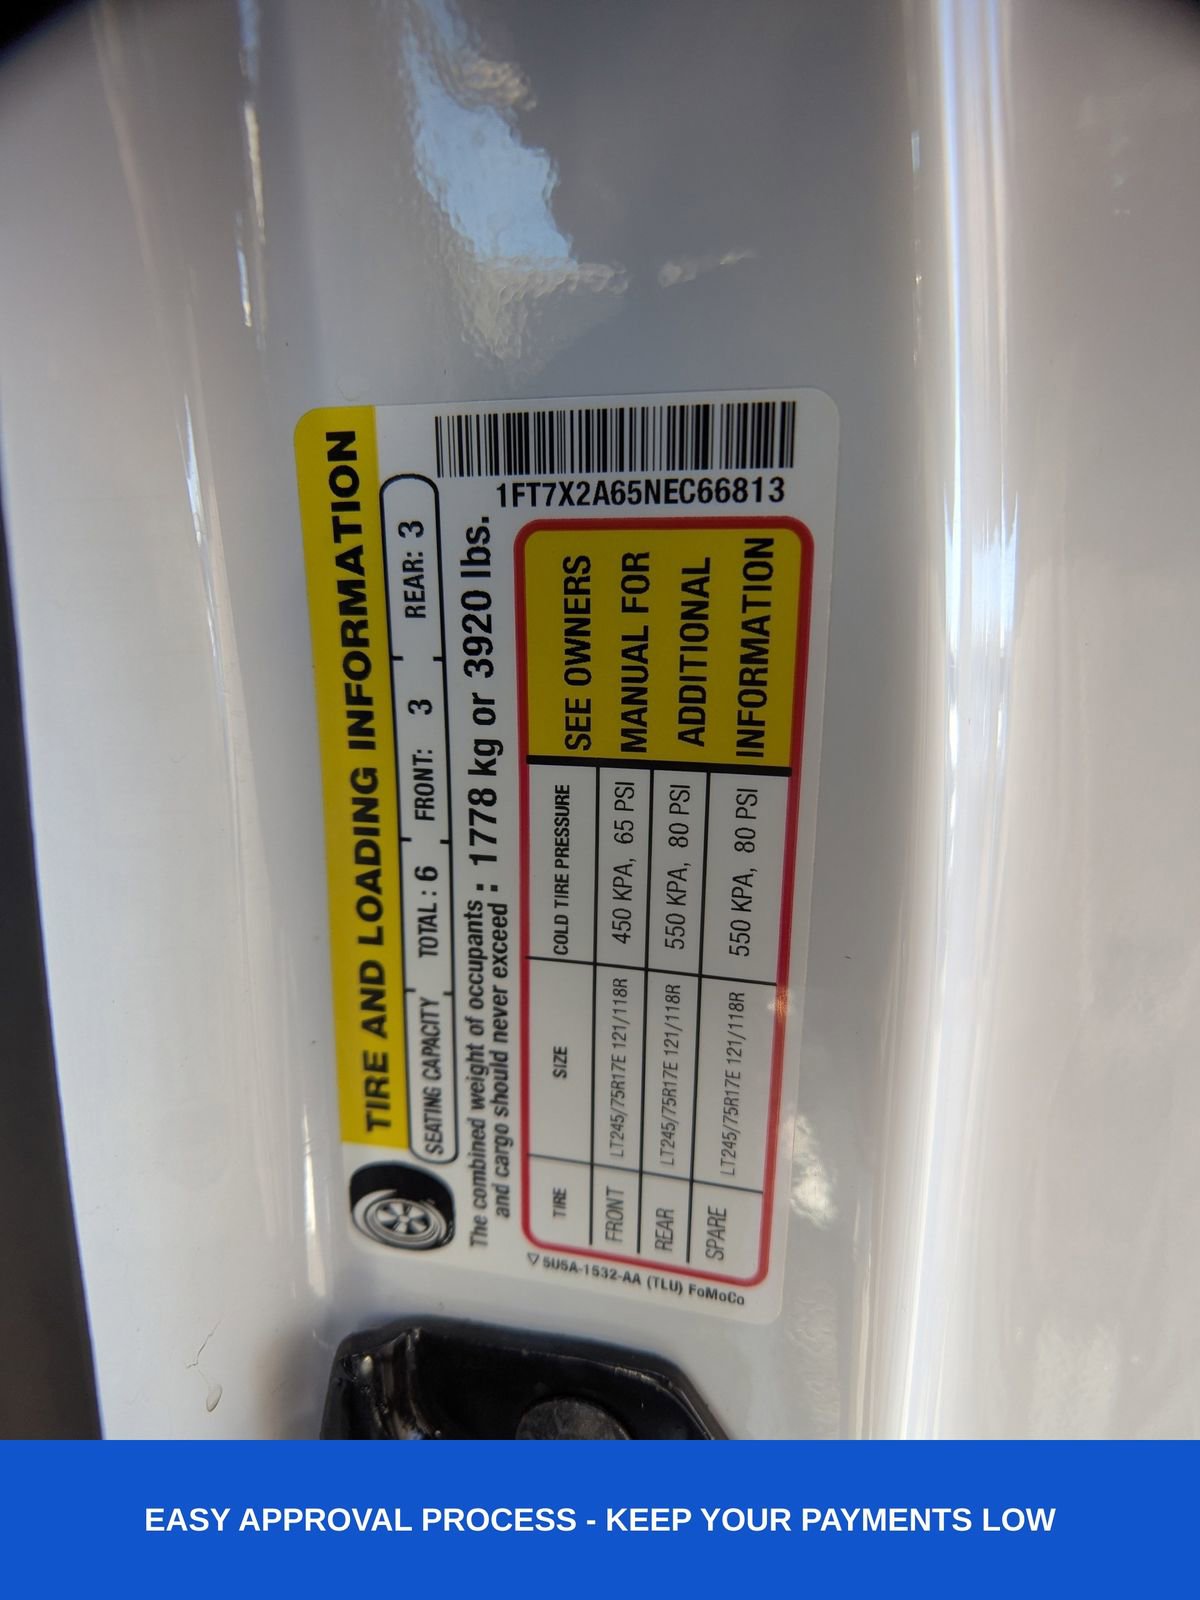 TIRE AND LOADING INFORMATION
SEATING CAPACITY TOTAL : 6 FRONT: 3 REAR: 3
The combined weight of occupants : 1778 kg or 3920 lbs.
and cargo should never exceed :
TIRE SIZE COLD TIRE PRESSURE
FRONT LT245/75R17E 121/118R 450 KPA, 65 PSI
REAR LT245/75R17E 121/118R 550 KPA, 80 PSI
SPARE LT245/75R17E 121/118R 550 KPA, 80 PSI
SEE OWNERS
MANUAL FOR
ADDITIONAL
INFORMATION
5U5A-1532-AA (TLU) FoMoCo
1FT7X2A65NEC66813
EASY APPROVAL PROCESS - KEEP YOUR PAYMENTS LOW